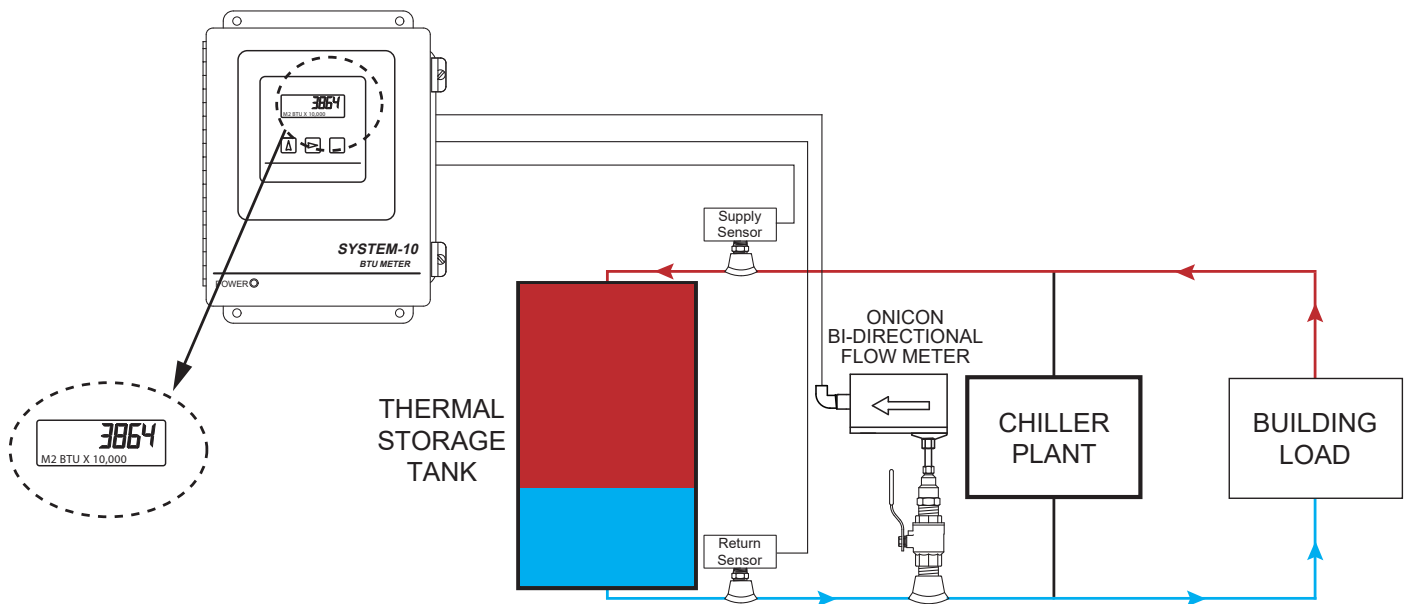 3864
M2 BTU X 10,000
SYSTEM-10
BTU METER
POWER
Supply
Sensor
ONICON
BI-DIRECTIONAL
FLOW METER
THERMAL
STORAGE
TANK
CHILLER
PLANT
BUILDING
LOAD
3864
M2 BTU X 10,000
Return
Sensor